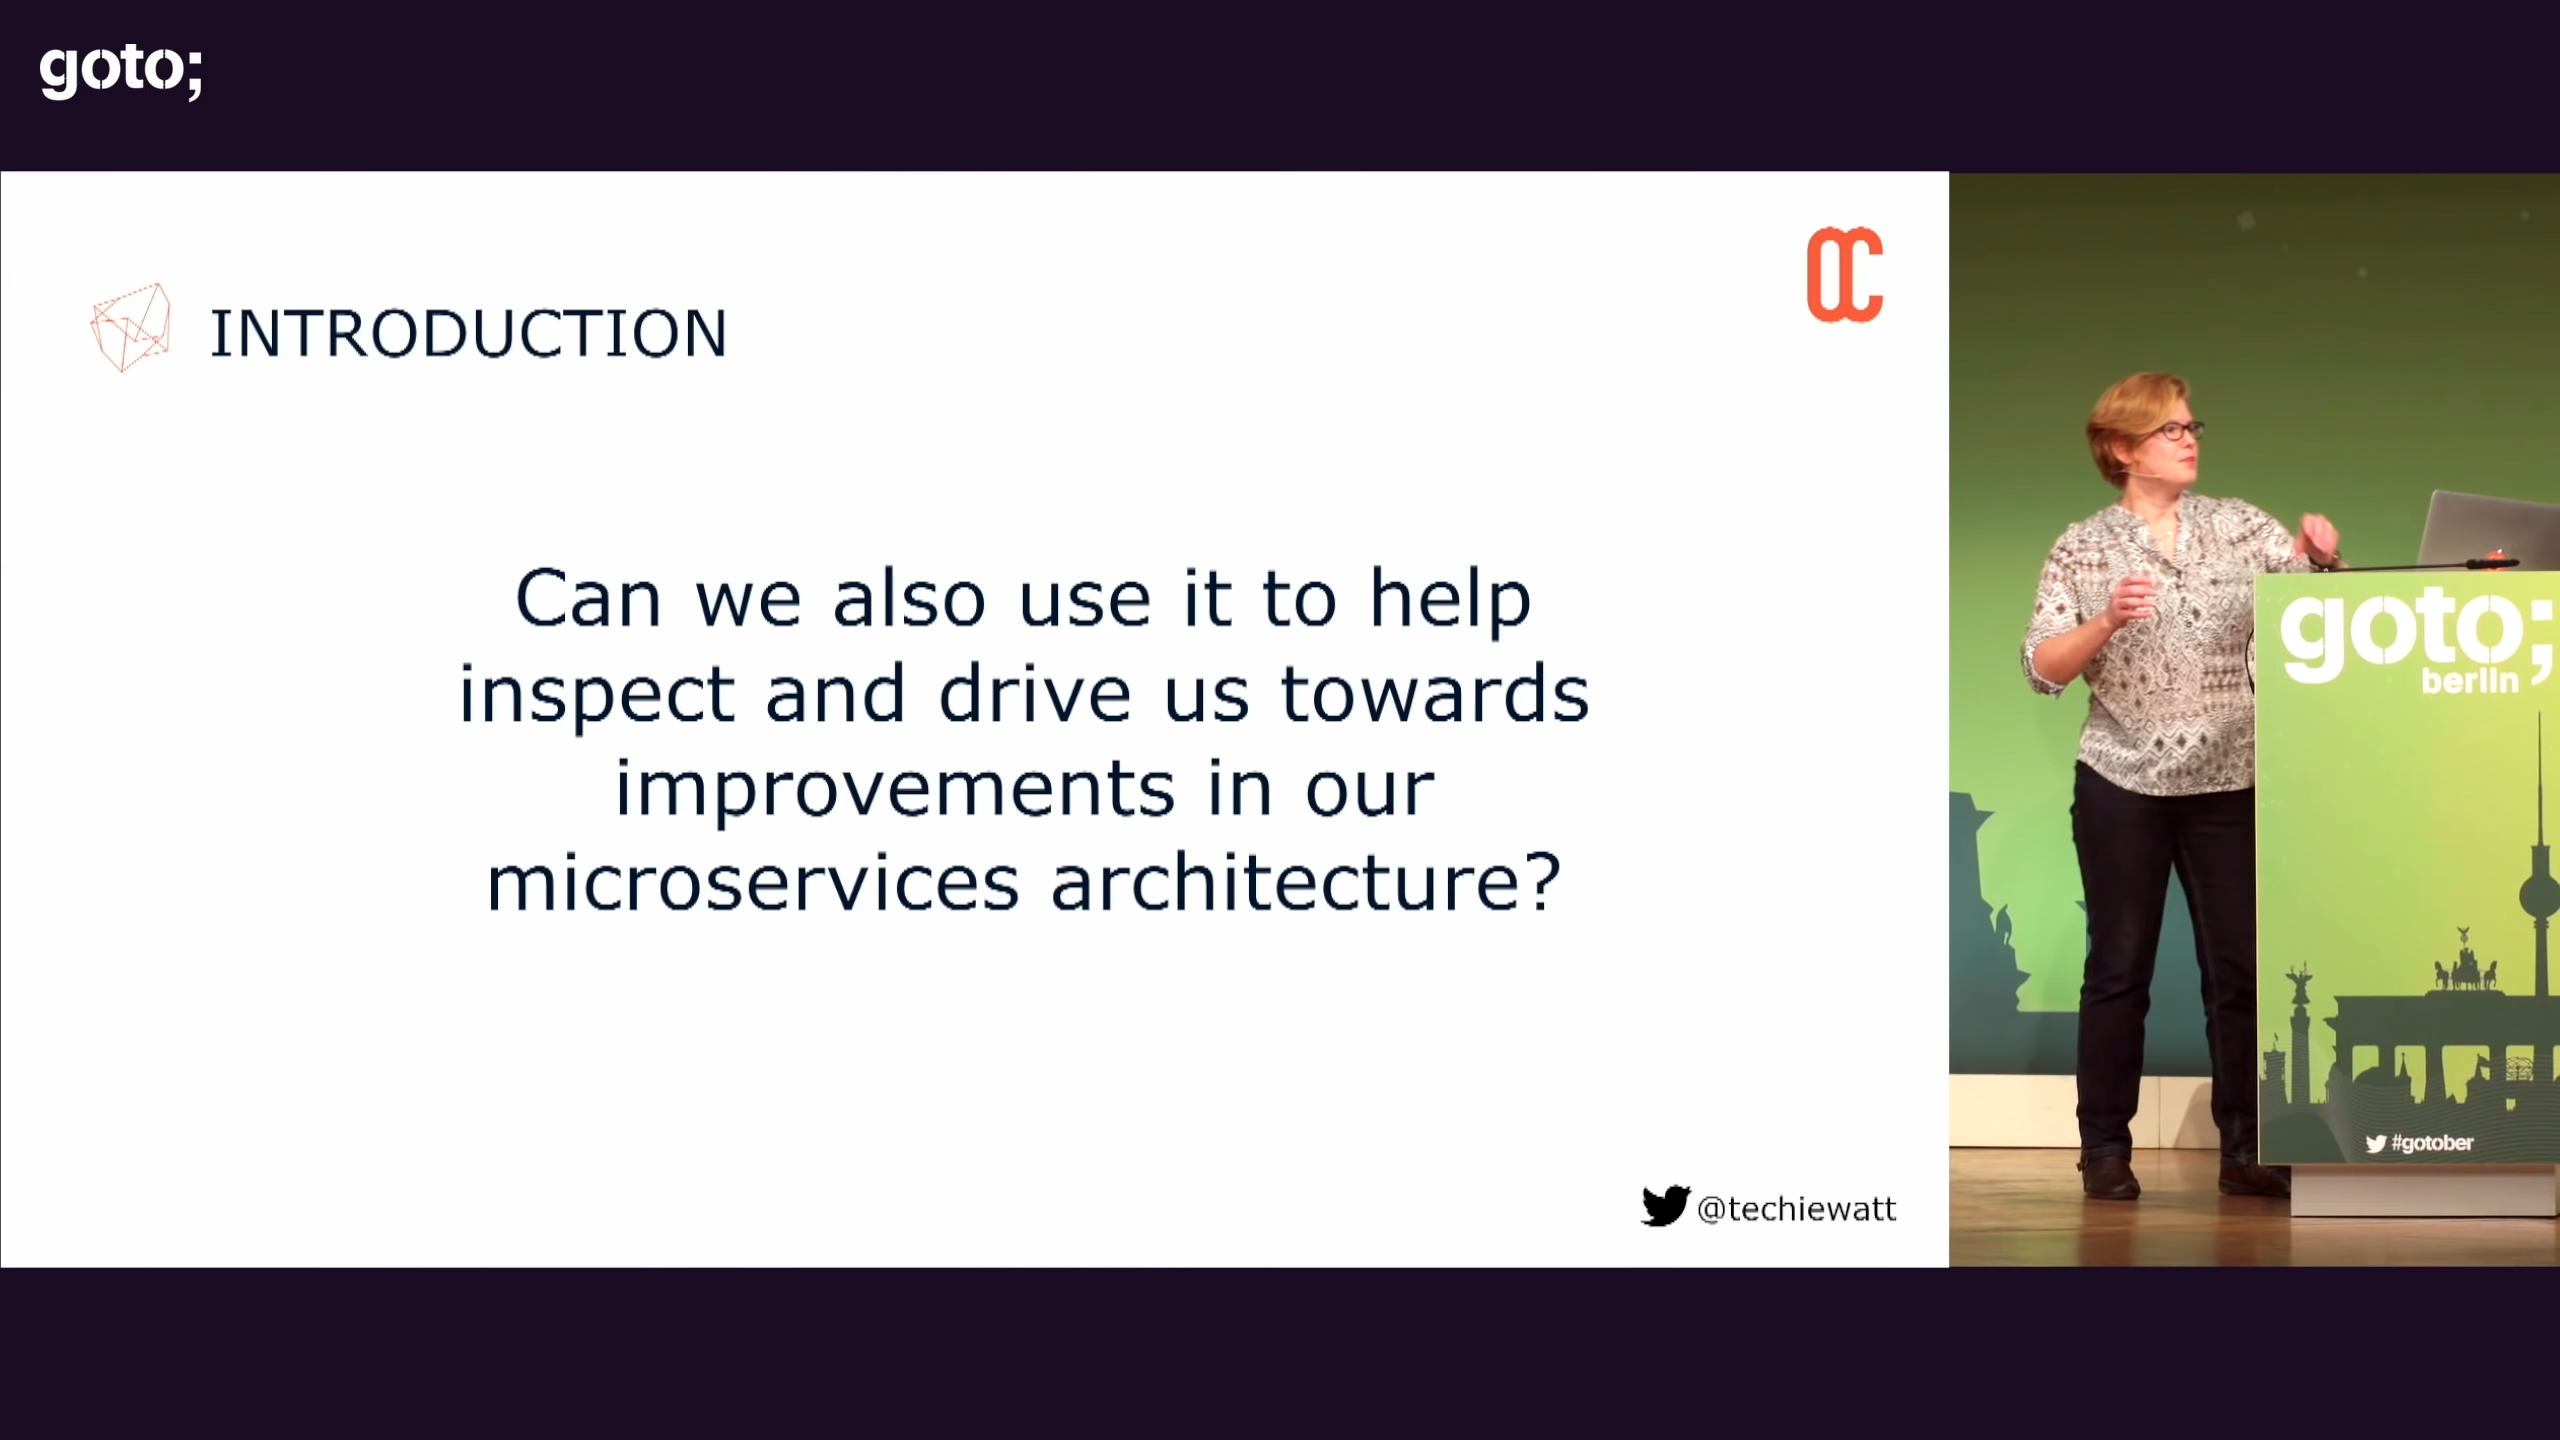 goto;
INTRODUCTION
Can we also use it to help
inspect and drive us towards
improvements in our
microservices architecture?
@techiewatt
goto;
berlin
#gotober